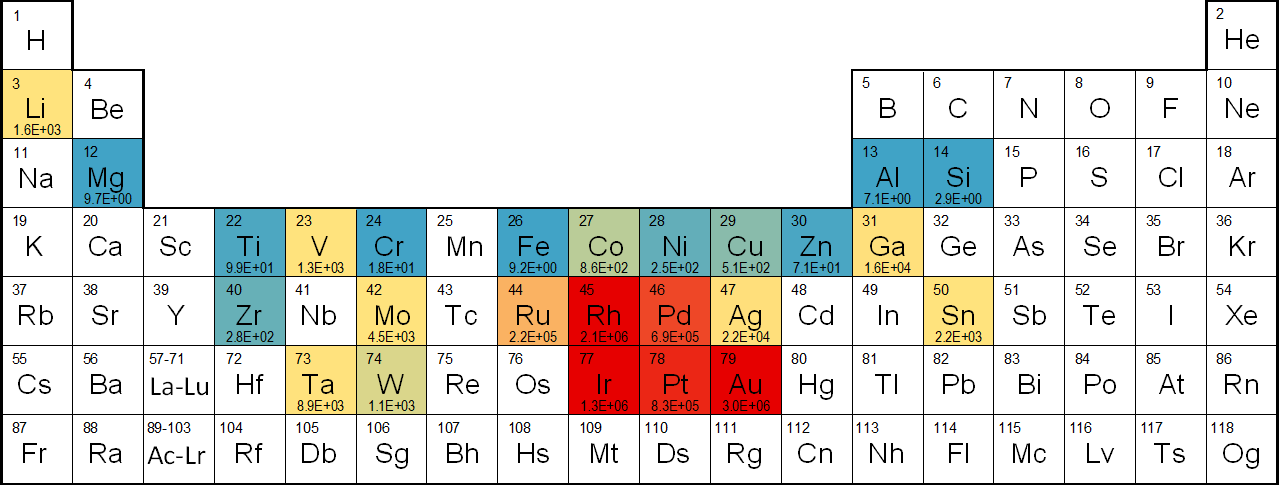 1 2
H He
3 4 5 6 7 8 9 10
Li Be B C N O F Ne
1.6E+03
11 12 13 14 15 16 17 18
Na Mg Al Si P S Cl Ar
9.7E+00 7.1E+00 2.9E+00
19 20 21 22 23 24 25 26 27 28 29 30 31 32 33 34 35 36
K Ca Sc Ti V Cr Mn Fe Co Ni Cu Zn Ga Ge As Se Br Kr
9.9E+01 1.3E+03 1.8E+01 9.2E+00 8.6E+02 2.5E+02 5.1E+02 7.1E+01 1.6E+04
37 38 39 40 41 42 43 44 45 46 47 48 49 50 51 52 53 54
Rb Sr Y Zr Nb Mo Tc Ru Rh Pd Ag Cd In Sn Sb Te I Xe
2.8E+02 4.5E+03 2.2E+05 2.1E+06 6.9E+05 2.2E+04 2.2E+03
55 56 57-71 72 73 74 75 76 77 78 79 80 81 82 83 84 85 86
Cs Ba La-Lu Hf Ta W Re Os Ir Pt Au Hg Tl Pb Bi Po At Rn
8.9E+03 1.1E+03 1.3E+06 8.3E+05 3.0E+06
87 88 89-103 104 105 106 107 108 109 110 111 112 113 114 115 116 117 118
Fr Ra Ac-Lr Rf Db Sg Bh Hs Mt Ds Rg Cn Nh Fl Mc Lv Ts Og